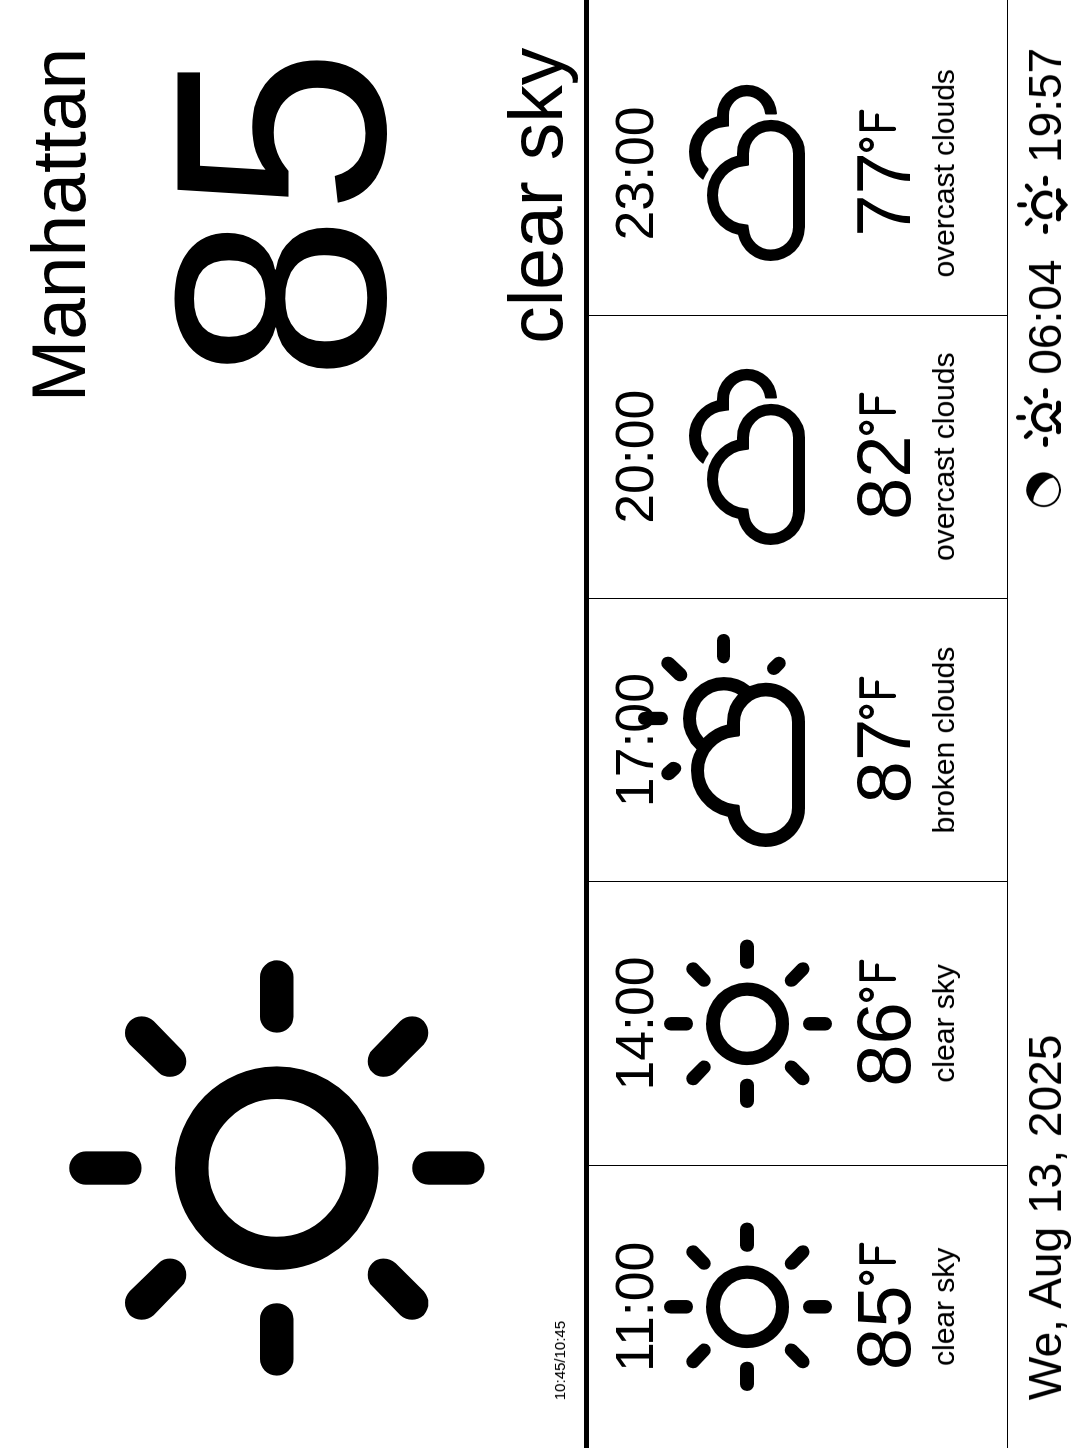 Manhattan
85
clear sky
10:45/10:45
11:00
85°F
clear sky
14:00
86°F
clear sky
17:00
87°F
broken clouds
20:00
82°F
overcast clouds
23:00
77°F
overcast clouds
We, Aug 13, 2025
06:04 19:57